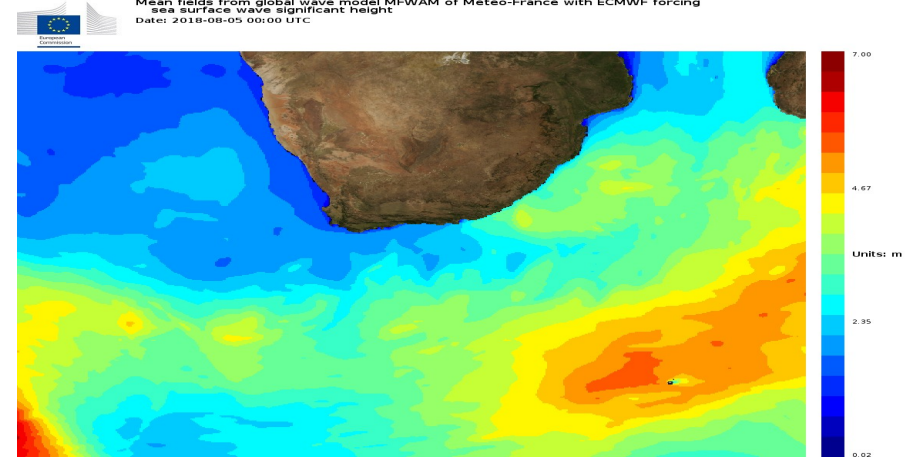 Mean fields from global wave model MFWAM of Meteo-France with ECMWF forcing
sea surface wave significant height
Date: 2018-08-05 00:00 UTC
European
Commission
7.00
4.67
Units: m
2.35
0.02